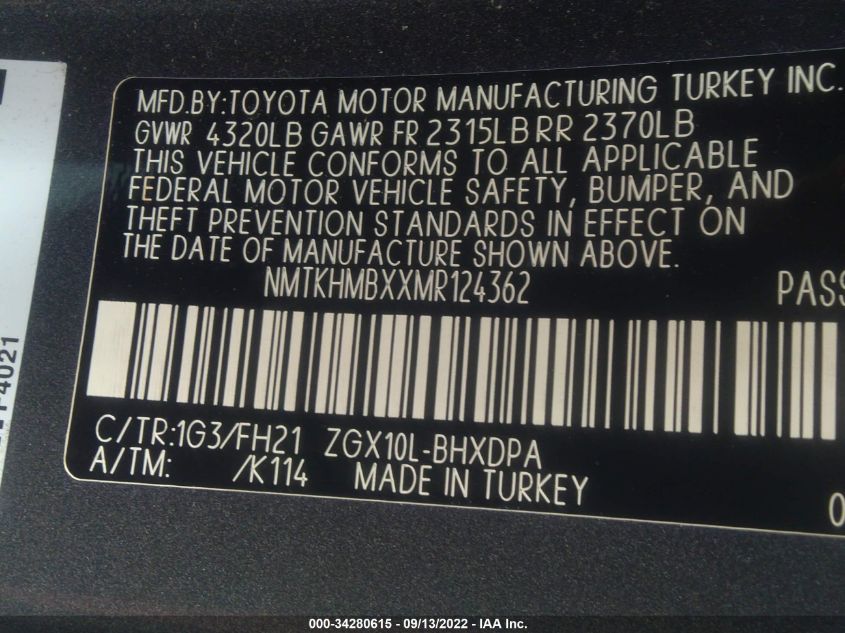 MFD.BY:TOYOTA MOTOR MANUFACTURING TURKEY INC.
GVWR 4320LB GAWR FR 2315LB RR 2370LB
THIS VEHICLE CONFORMS TO ALL APPLICABLE
FEDERAL MOTOR VEHICLE SAFETY, BUMPER, AND
THEFT PREVENTION STANDARDS IN EFFECT ON
THE DATE OF MANUFACTURE SHOWN ABOVE.
NMTKHMBXXMR124362 PASS
C/TR:1G3/FH21 ZGX10L-BHXDPA
A/TM: /K114 MADE IN TURKEY
0
4021
000-34280615 - 09/13/2022 - IAA Inc.